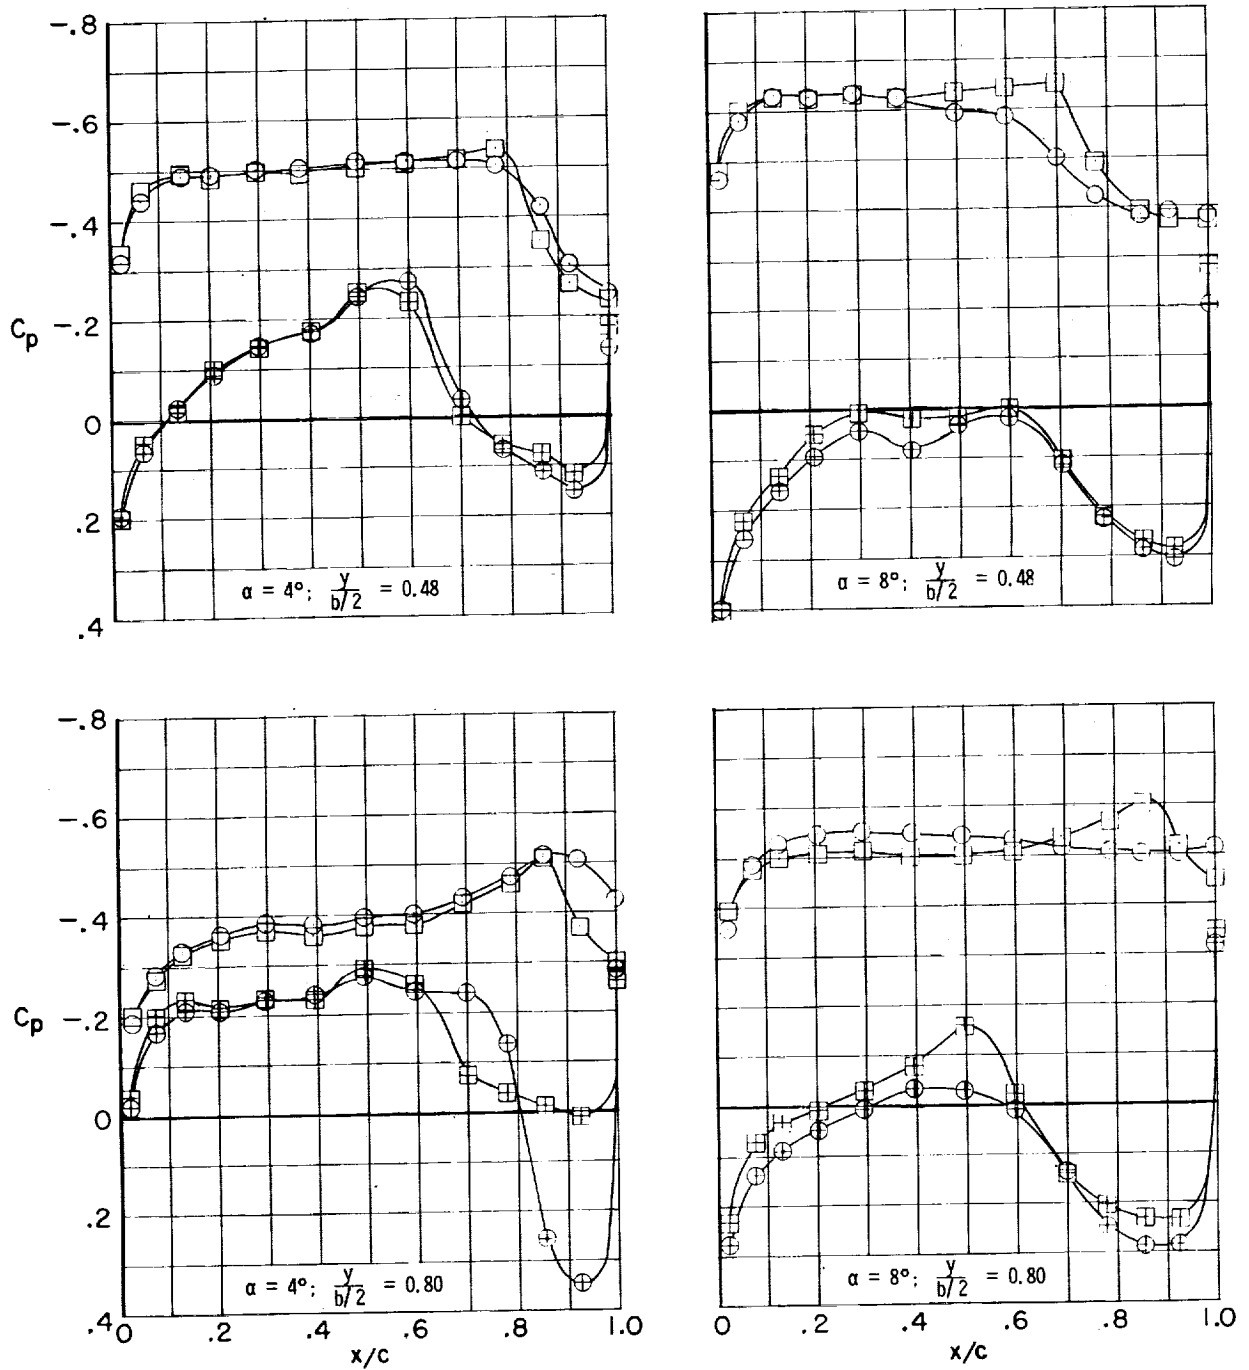 -.8
-.6
-.4
Cp -.2
0
.2
.4
α = 4°; y/b/2 = 0.48
α = 8°; y/b/2 = 0.48
-.8
-.6
-.4
Cp -.2
0
.2
.4
α = 4°; y/b/2 = 0.80
α = 8°; y/b/2 = 0.80
0 .2 .4 .6 .8 1.0
x/c
0 .2 .4 .6 .8 1.0
x/c